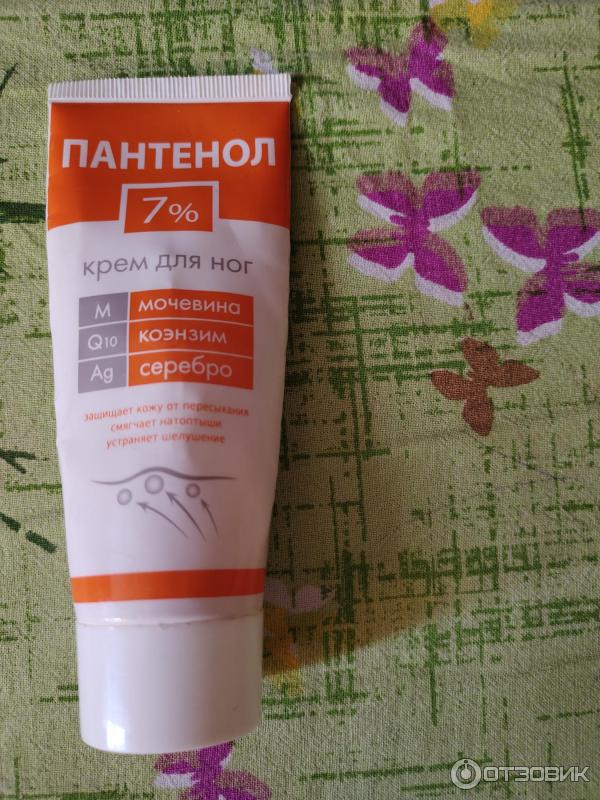 ПАНТЕНОЛ
7%
крем для ног
М мочевина
Q10 коэнзим
Ag серебро
защищает кожу от пересыхания
смягчает натоптыши
устраняет шелушение
ОТЗОВИК